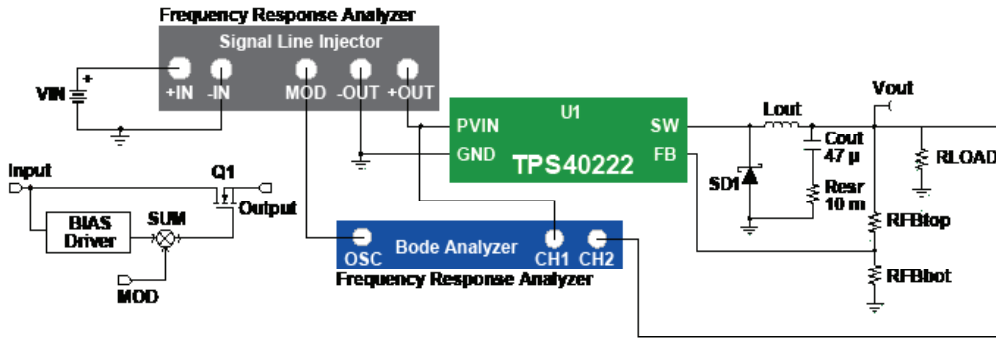 Frequency Response Analyzer
Signal Line Injector
+IN -IN MOD -OUT +OUT
VIN
+
U1
PVIN SW
GND FB
TPS40222
Lout
Vout
Cout
47 µ
Resr
10 m
SD1
RLOAD
RFBtop
RFBbot
Input
Q1
Output
BIAS
Driver
SUM
MOD
Bode Analyzer
OSC CH1 CH2
Frequency Response Analyzer